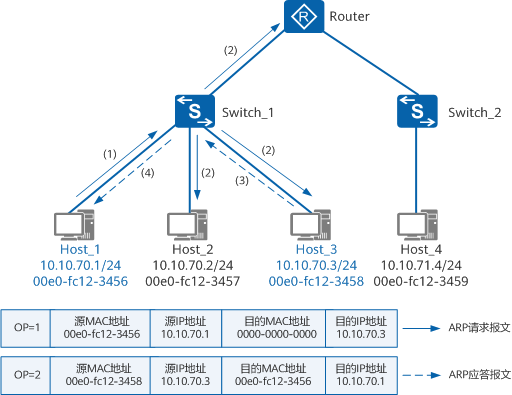 Router
(2)
Switch_1
Switch_2
(1)
(4)
(2)
(3)
(2)
Host_1
10.10.70.1/24
00e0-fc12-3456
Host_2
10.10.70.2/24
00e0-fc12-3457
Host_3
10.10.70.3/24
00e0-fc12-3458
Host_4
10.10.71.4/24
00e0-fc12-3459
OP=1
源MAC地址
00e0-fc12-3456
源IP地址
10.10.70.1
目的MAC地址
0000-0000-0000
目的IP地址
10.10.70.3
ARP请求报文
OP=2
源MAC地址
00e0-fc12-3458
源IP地址
10.10.70.3
目的MAC地址
00e0-fc12-3456
目的IP地址
10.10.70.1
ARP应答报文